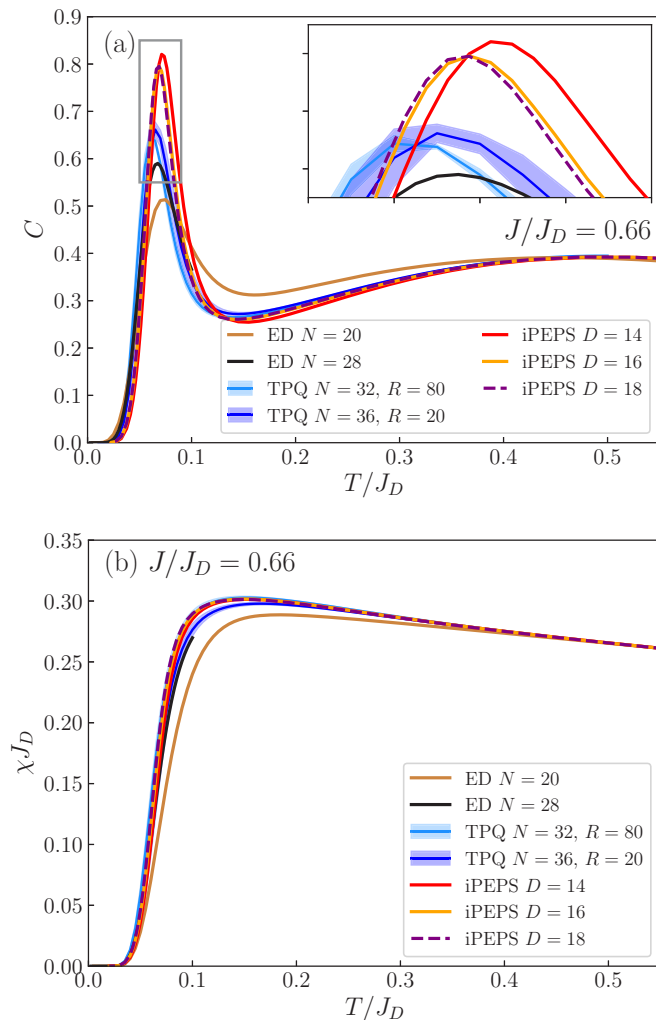 0.9
(a)
0.8
0.7
0.6
0.5
C
J/J_D = 0.66
0.4
0.3
0.2
0.1
0.0
ED N = 20
ED N = 28
TPQ N = 32, R = 80
TPQ N = 36, R = 20
iPEPS D = 14
iPEPS D = 16
iPEPS D = 18
0.0 0.1 0.2 0.3 0.4 0.5
T/J_D
0.35
(b) J/J_D = 0.66
0.30
0.25
0.20
χJ_D
0.15
0.10
0.05
0.00
ED N = 20
ED N = 28
TPQ N = 32, R = 80
TPQ N = 36, R = 20
iPEPS D = 14
iPEPS D = 16
iPEPS D = 18
0.0 0.1 0.2 0.3 0.4 0.5
T/J_D